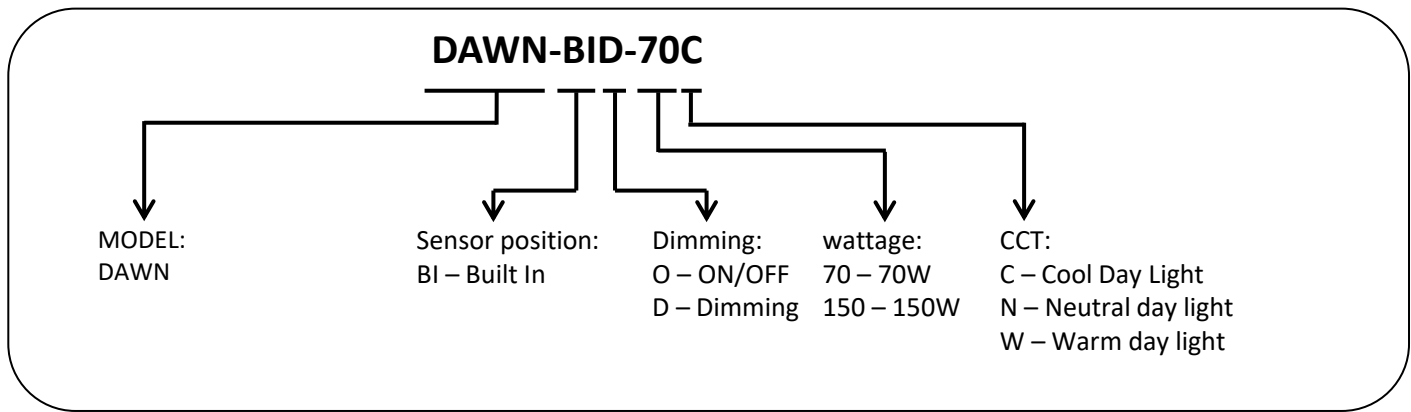 DAWN-BID-70C
MODEL:
DAWN
Sensor position:
BI – Built In
Dimming:
O – ON/OFF
D – Dimming
wattage:
70 – 70W
150 – 150W
CCT:
C – Cool Day Light
N – Neutral day light
W – Warm day light